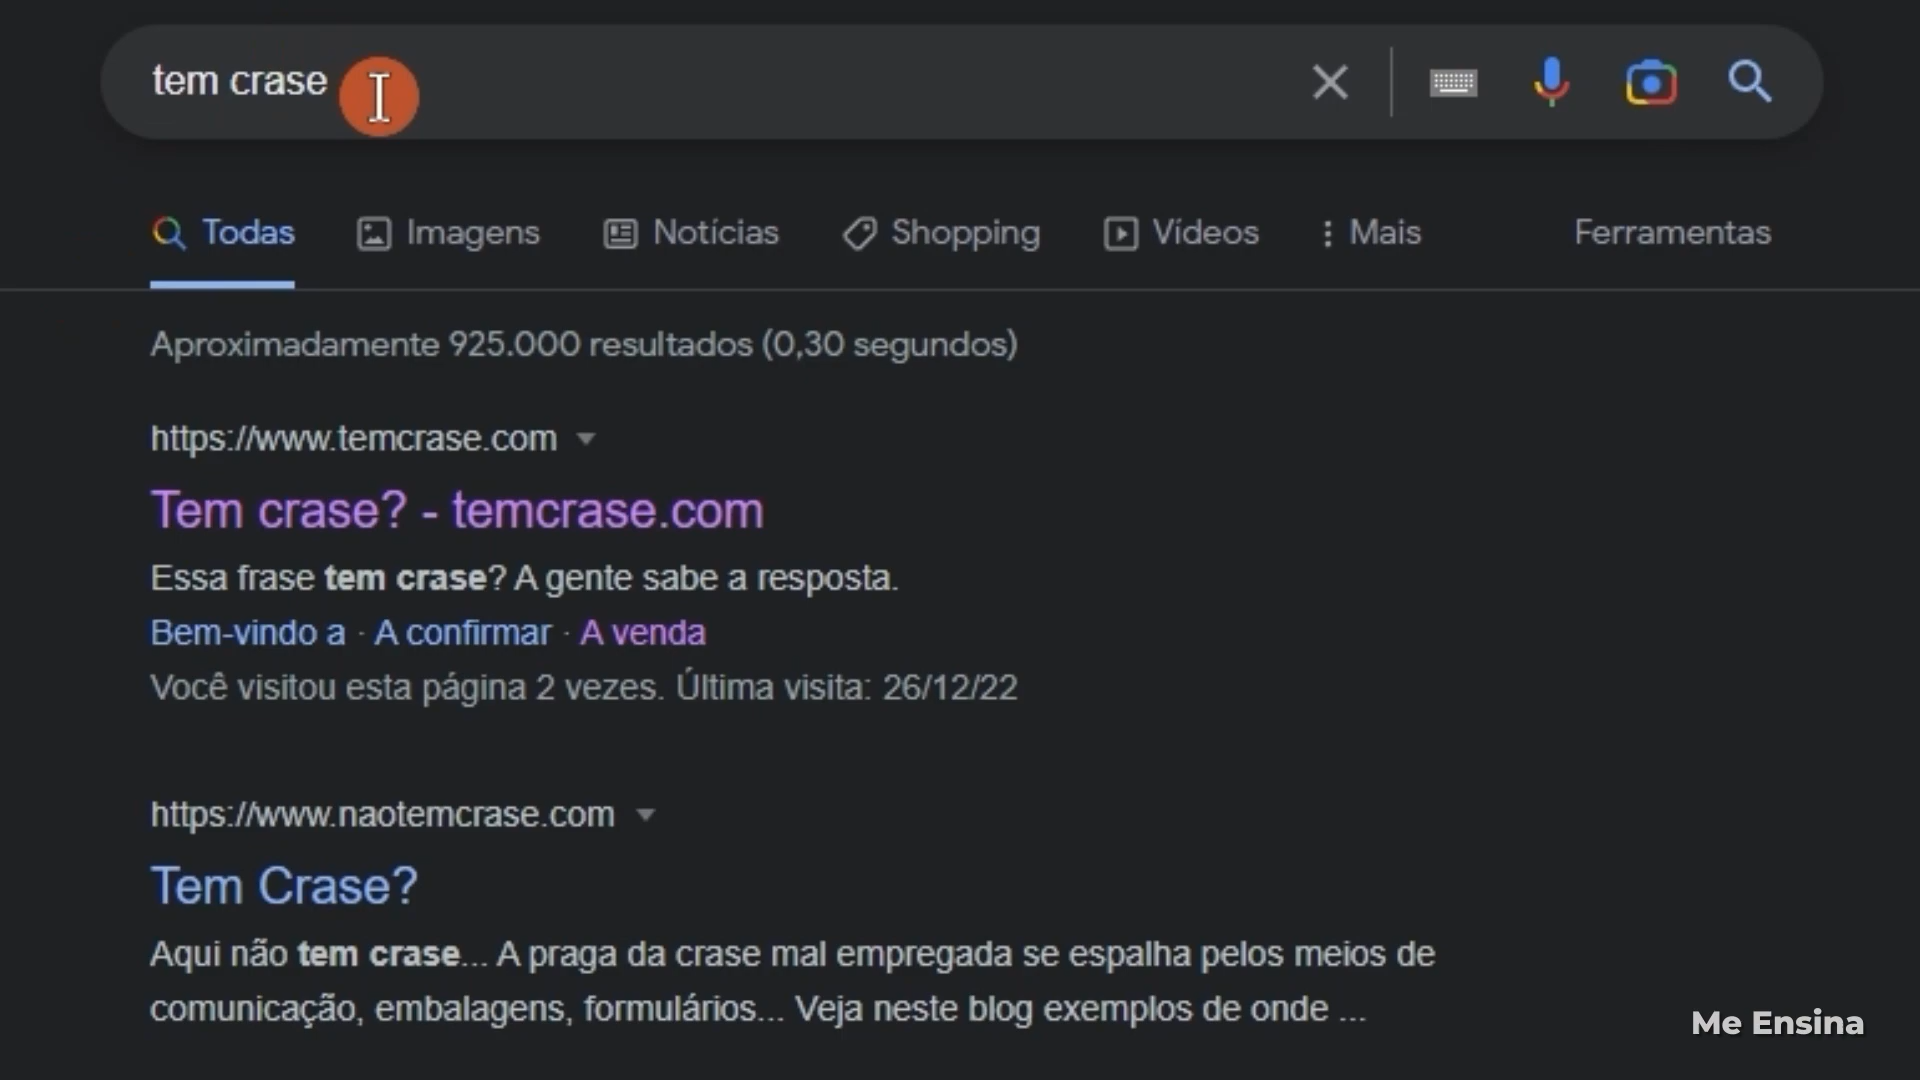 tem crase
Todas Imagens Notícias Shopping Vídeos Mais Ferramentas
Aproximadamente 925.000 resultados (0,30 segundos)
https://www.temcrase.com
Tem crase? - temcrase.com
Essa frase tem crase? A gente sabe a resposta.
Bem-vindo a · A confirmar · A venda
Você visitou esta página 2 vezes. Última visita: 26/12/22
https://www.naotemcrase.com
Tem Crase?
Aqui não tem crase... A praga da crase mal empregada se espalha pelos meios de
comunicação, embalagens, formulários... Veja neste blog exemplos de onde ...
Me Ensina